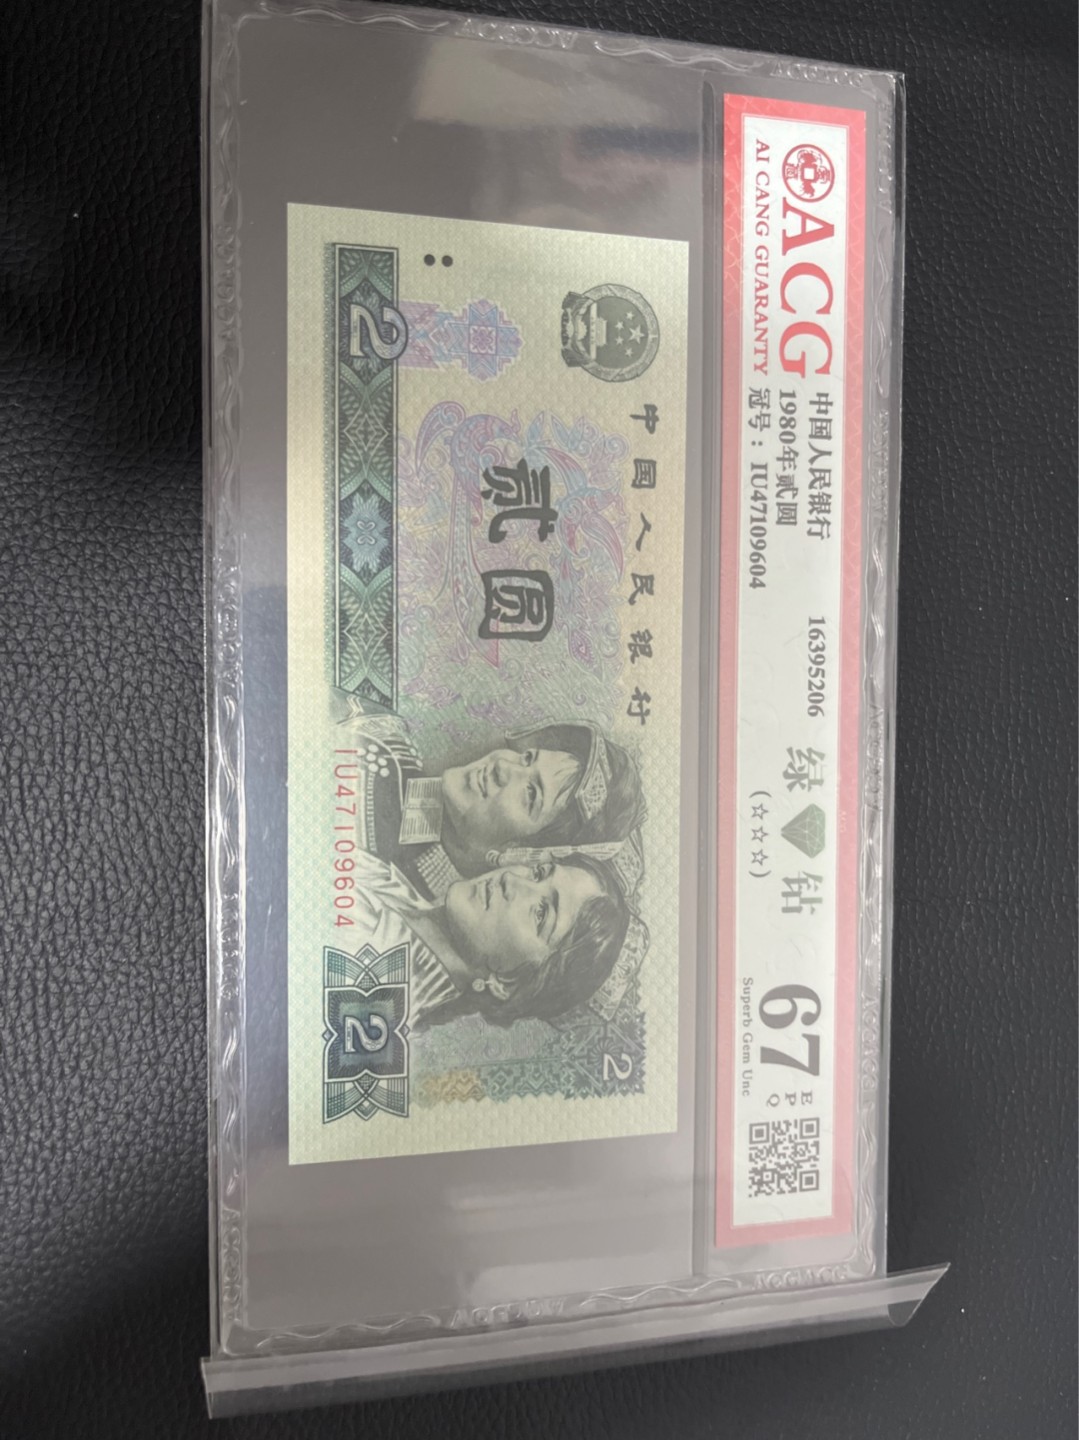 ACG
AI CANG GUARANTY
中国人民银行 16395206
1980年贰圆
冠号：IU47109604
绿 钻
(☆☆☆)
67
EPQ
Superb Gem Unc
中国人民银行
贰圆
2
IU47109604
2
2